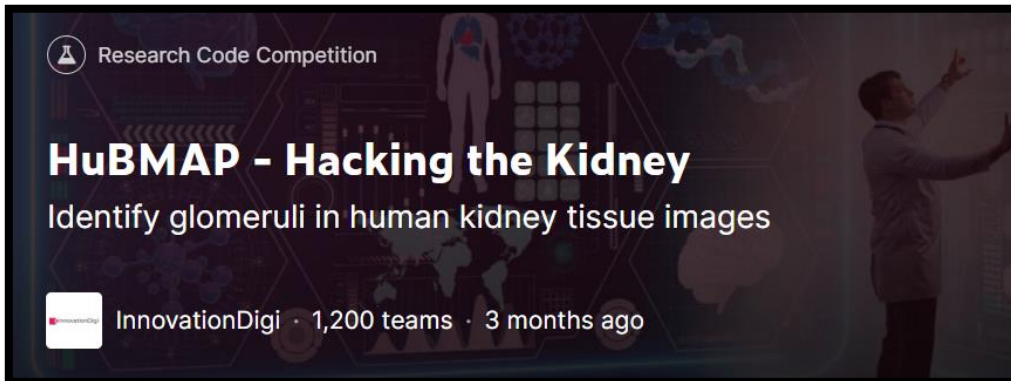 Research Code Competition
HuBMAP - Hacking the Kidney
Identify glomeruli in human kidney tissue images
InnovationDigi
InnovationDigi · 1,200 teams · 3 months ago